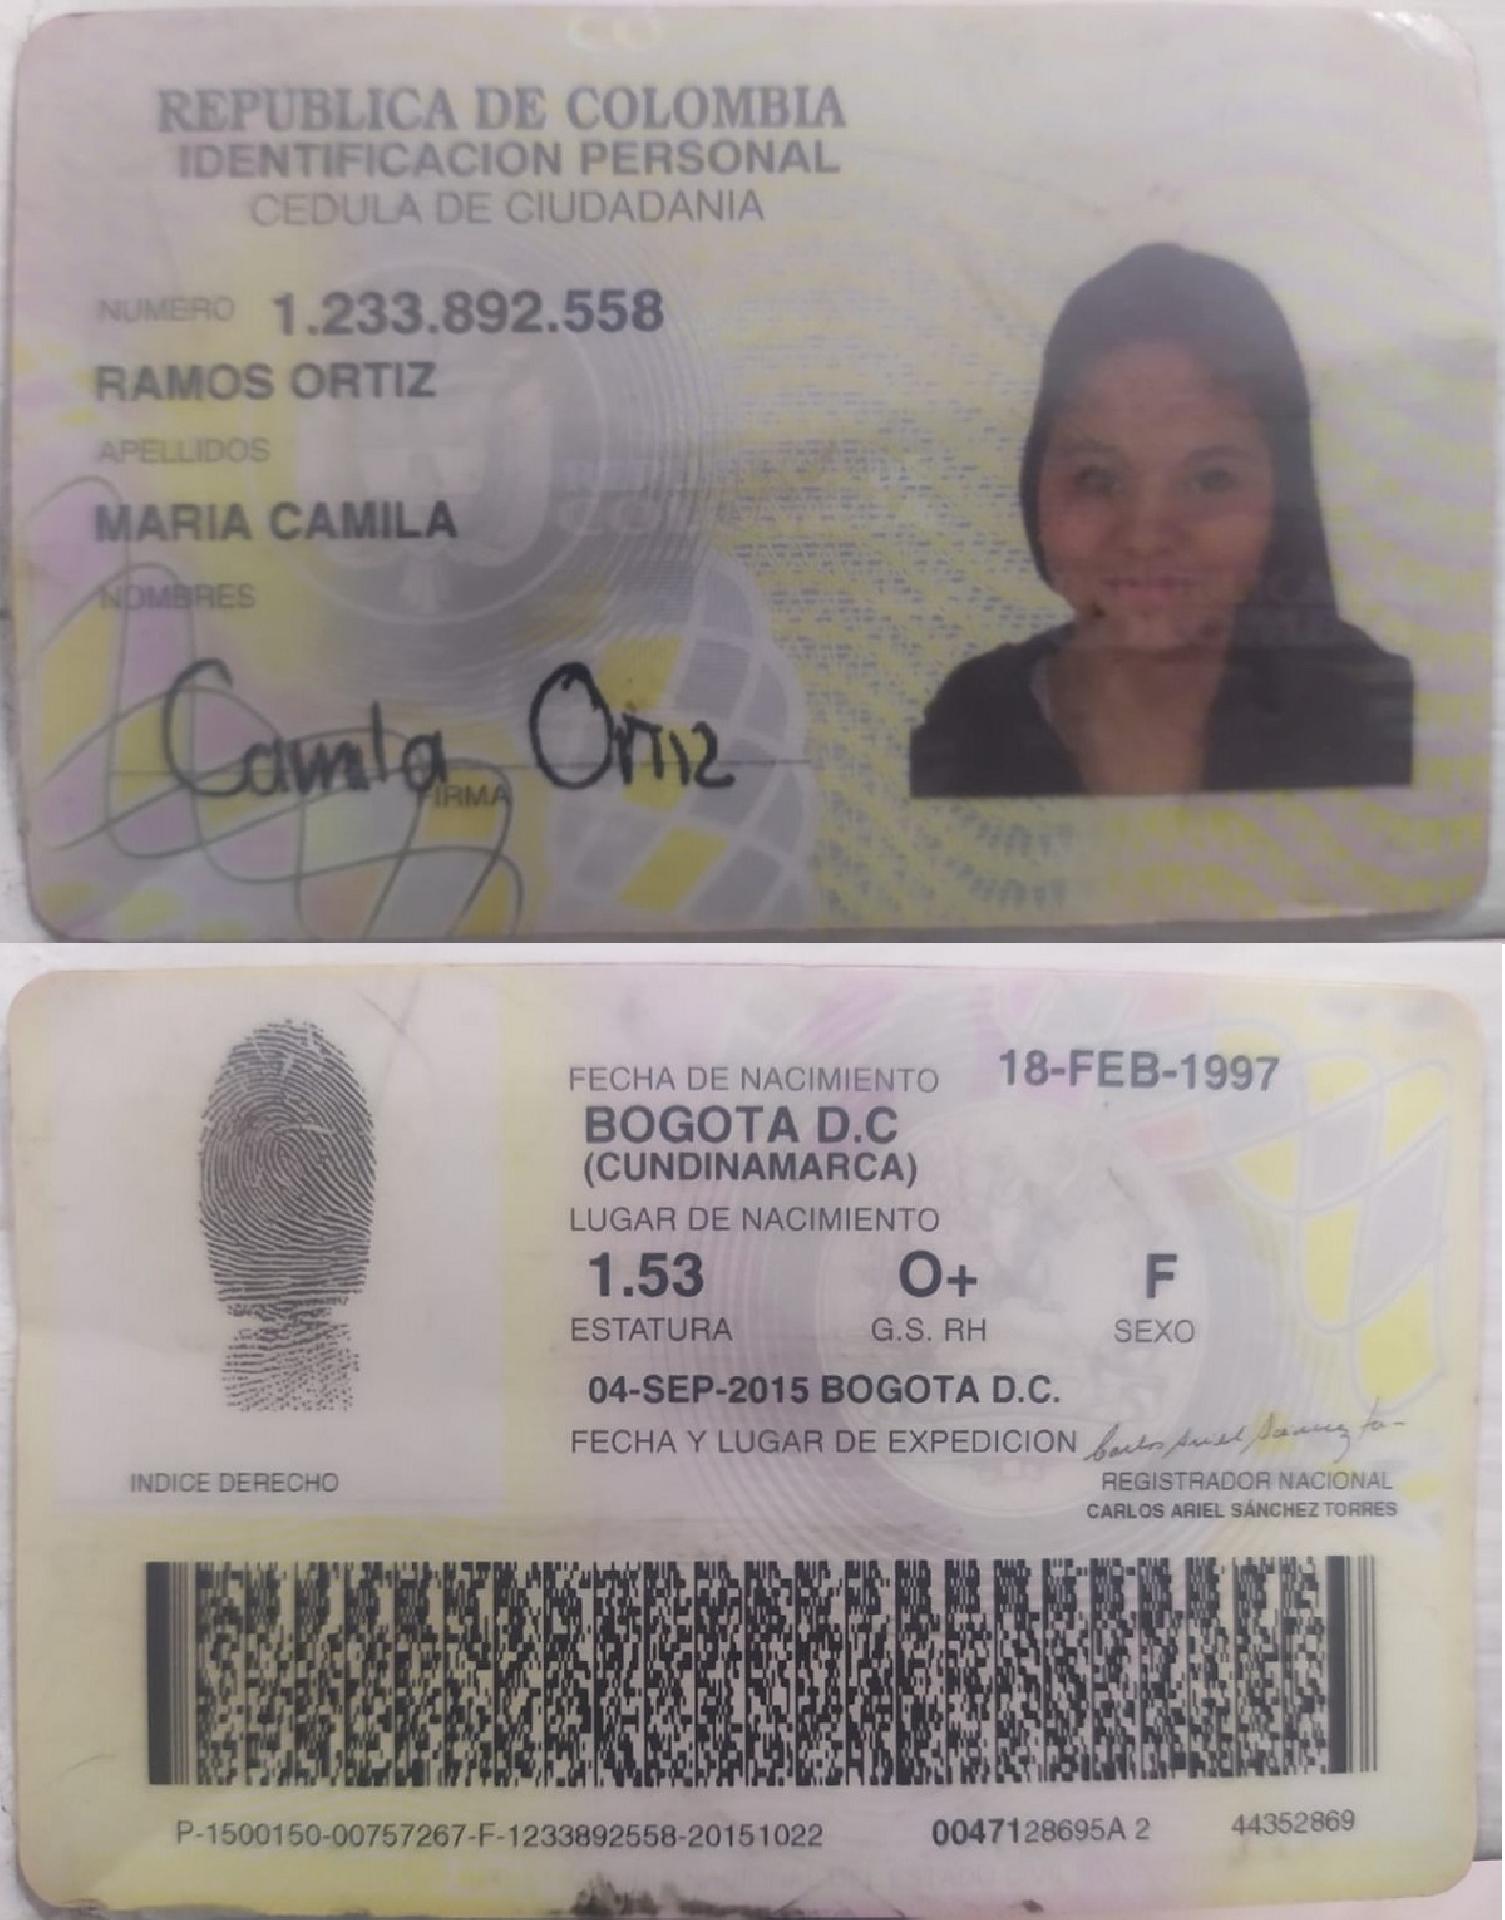 REPUBLICA DE COLOMBIA
IDENTIFICACION PERSONAL
CEDULA DE CIUDADANIA
NUMERO 1.233.892.558
RAMOS ORTIZ
APELLIDOS
MARIA CAMILA
NOMBRES
Camila Ortiz
FIRMA
FECHA DE NACIMIENTO 18-FEB-1997
BOGOTA D.C
(CUNDINAMARCA)
LUGAR DE NACIMIENTO
1.53 O+ F
ESTATURA G.S. RH SEXO
04-SEP-2015 BOGOTA D.C.
FECHA Y LUGAR DE EXPEDICION
INDICE DERECHO
REGISTRADOR NACIONAL
CARLOS ARIEL SÁNCHEZ TORRES
P-1500150-00757267-F-1233892558-20151022 0047128695A 2 44352869